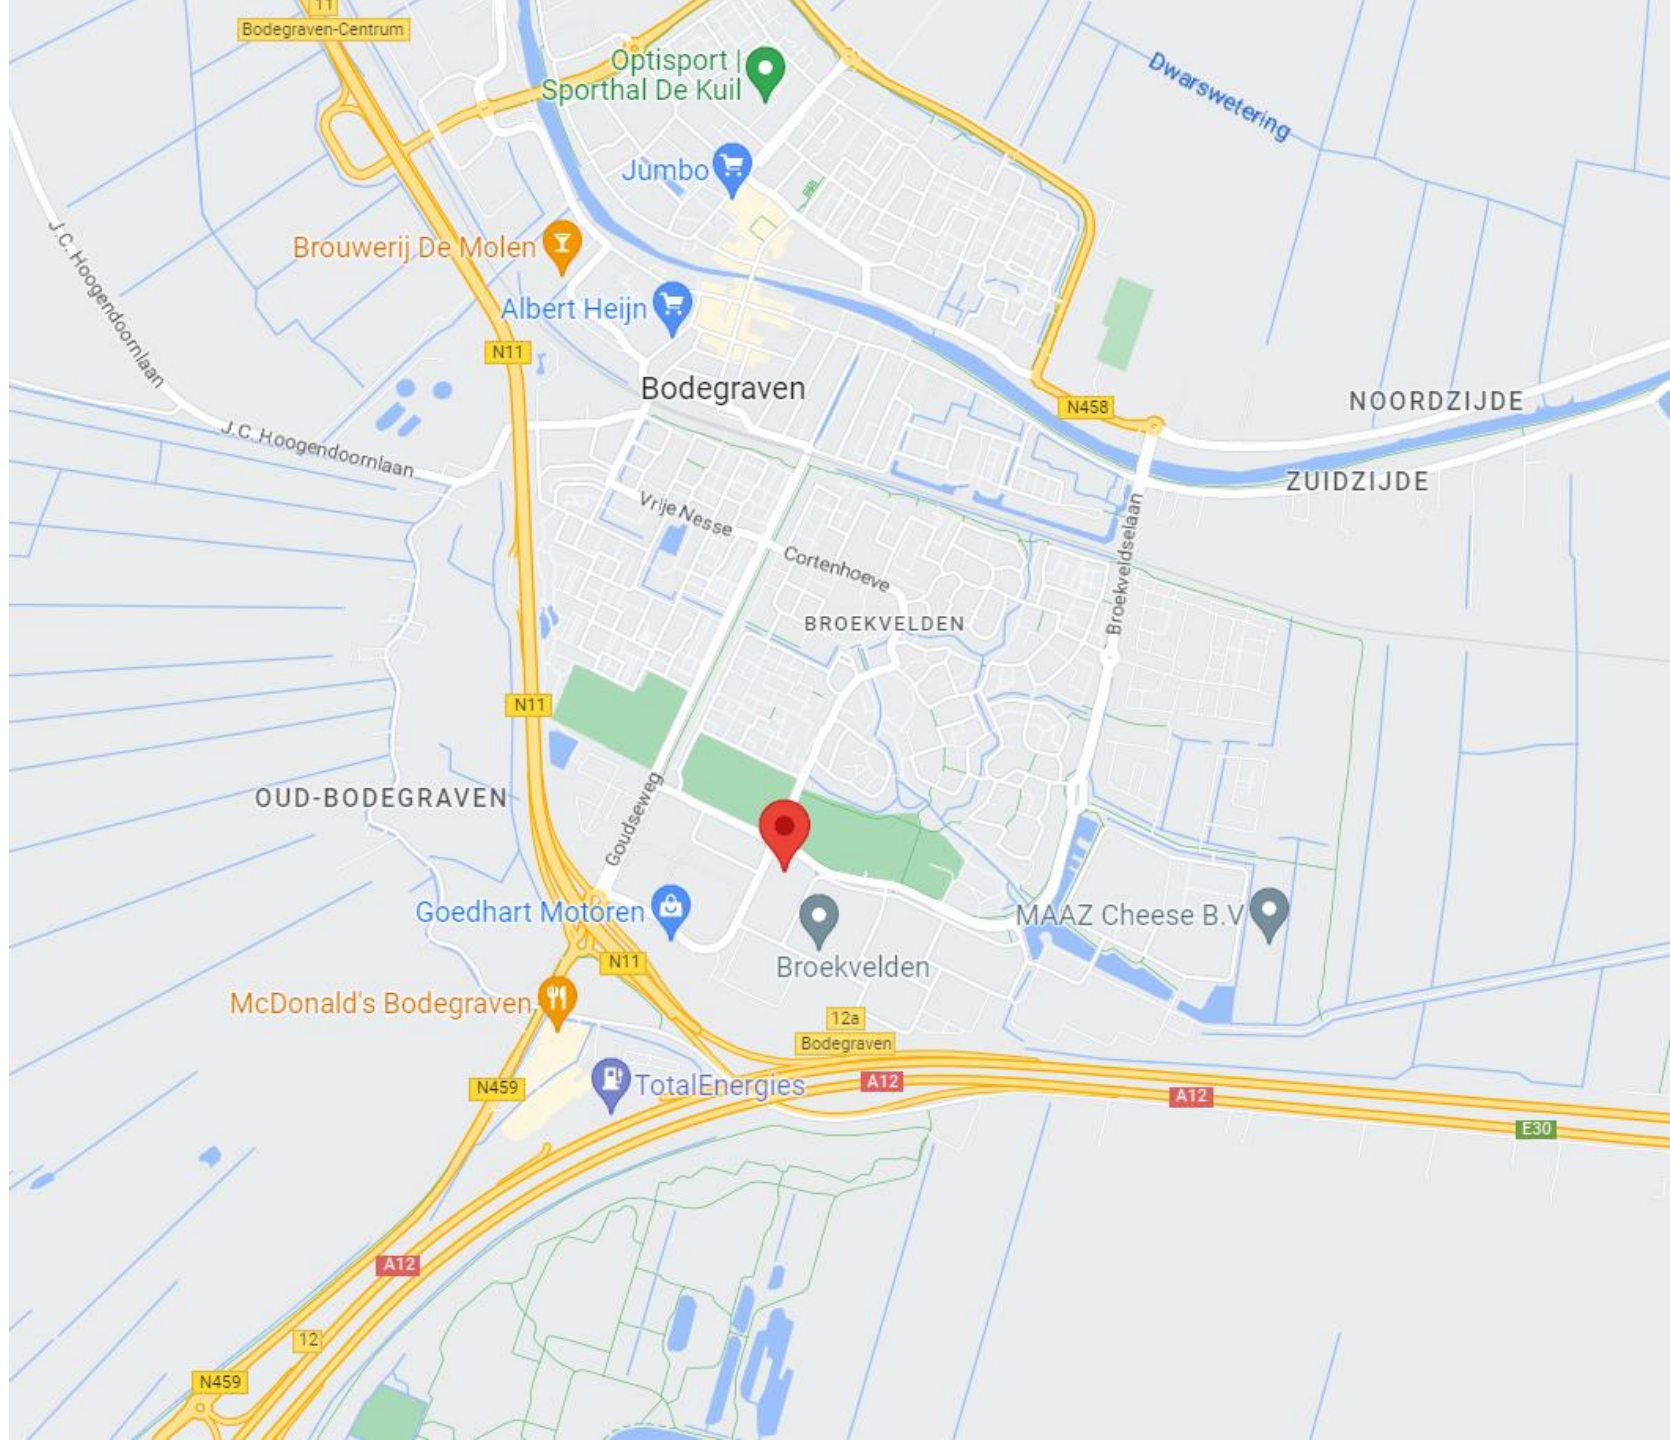 11
Bodegraven-Centrum
Optisport |
Sporthal De Kuil
Dwarswetering
Jumbo
J.C. Hoogendoornlaan
Brouwerij De Molen
Albert Heijn
N11
Bodegraven
N458
NOORDZIJDE
J.C. Hoogendoornlaan
ZUIDZIJDE
Vrije Nesse
Cortenhoeve
Broekveldselaan
BROEKVELDEN
N11
OUD-BODEGRAVEN
Goudseweg
Goedhart Motoren
MAAZ Cheese B.V
N11
Broekvelden
McDonald's Bodegraven
12a
Bodegraven
N459
TotalEnergies
A12
A12
E30
A12
12
N459